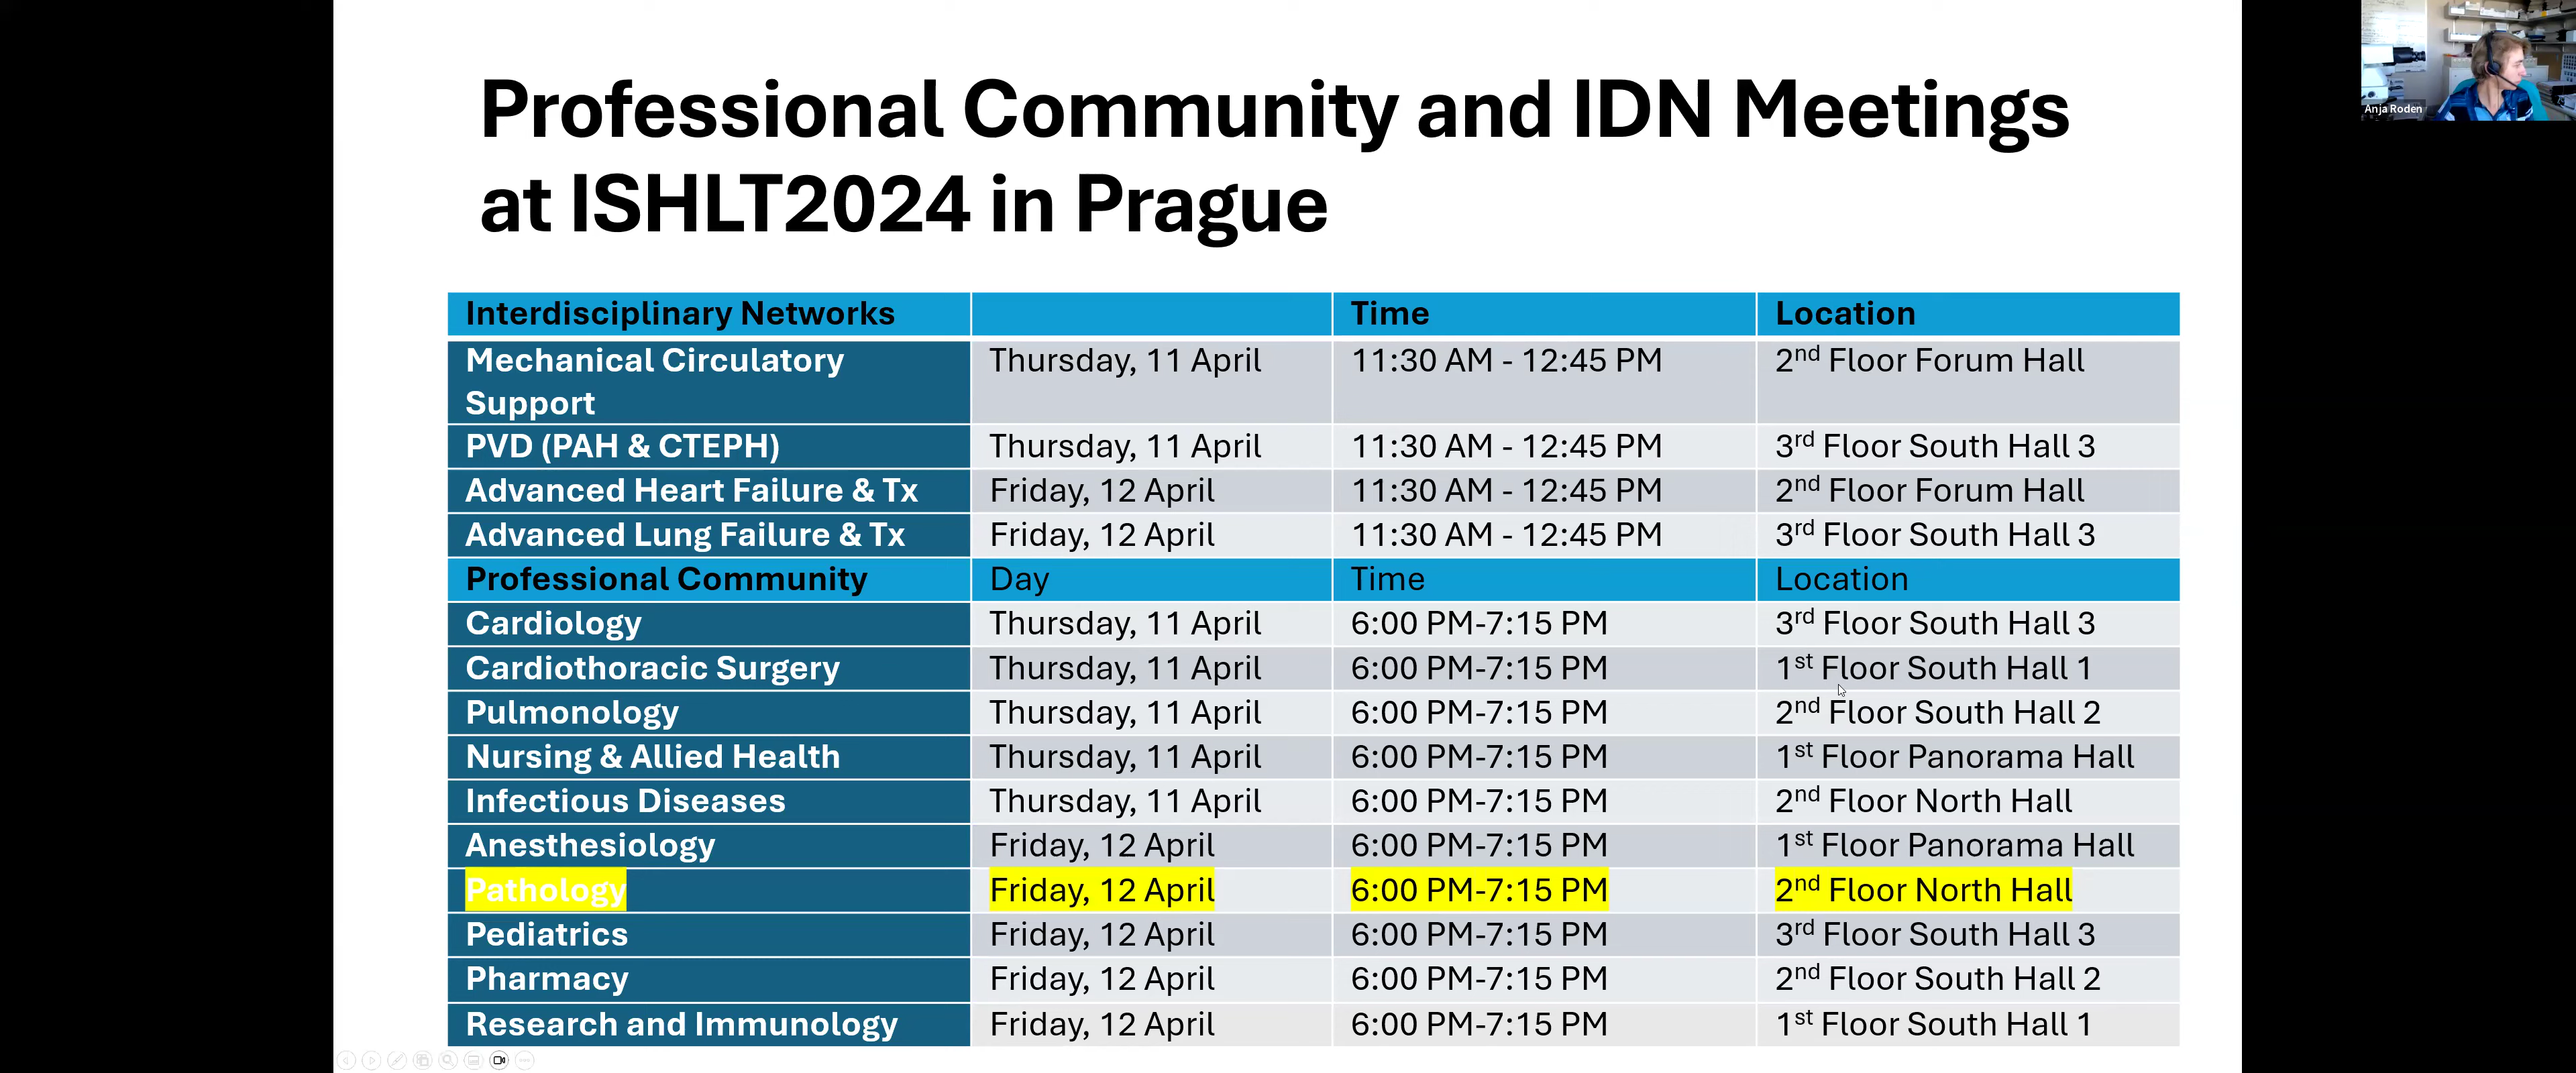 Professional Community and IDN Meetings
at ISHLT2024 in Prague
Anja Roden
Interdisciplinary Networks Time Location
Mechanical Circulatory Support Thursday, 11 April 11:30 AM - 12:45 PM 2nd Floor Forum Hall
PVD (PAH & CTEPH) Thursday, 11 April 11:30 AM - 12:45 PM 3rd Floor South Hall 3
Advanced Heart Failure & Tx Friday, 12 April 11:30 AM - 12:45 PM 2nd Floor Forum Hall
Advanced Lung Failure & Tx Friday, 12 April 11:30 AM - 12:45 PM 3rd Floor South Hall 3
Professional Community Day Time Location
Cardiology Thursday, 11 April 6:00 PM-7:15 PM 3rd Floor South Hall 3
Cardiothoracic Surgery Thursday, 11 April 6:00 PM-7:15 PM 1st Floor South Hall 1
Pulmonology Thursday, 11 April 6:00 PM-7:15 PM 2nd Floor South Hall 2
Nursing & Allied Health Thursday, 11 April 6:00 PM-7:15 PM 1st Floor Panorama Hall
Infectious Diseases Thursday, 11 April 6:00 PM-7:15 PM 2nd Floor North Hall
Anesthesiology Friday, 12 April 6:00 PM-7:15 PM 1st Floor Panorama Hall
Pathology Friday, 12 April 6:00 PM-7:15 PM 2nd Floor North Hall
Pediatrics Friday, 12 April 6:00 PM-7:15 PM 3rd Floor South Hall 3
Pharmacy Friday, 12 April 6:00 PM-7:15 PM 2nd Floor South Hall 2
Research and Immunology Friday, 12 April 6:00 PM-7:15 PM 1st Floor South Hall 1